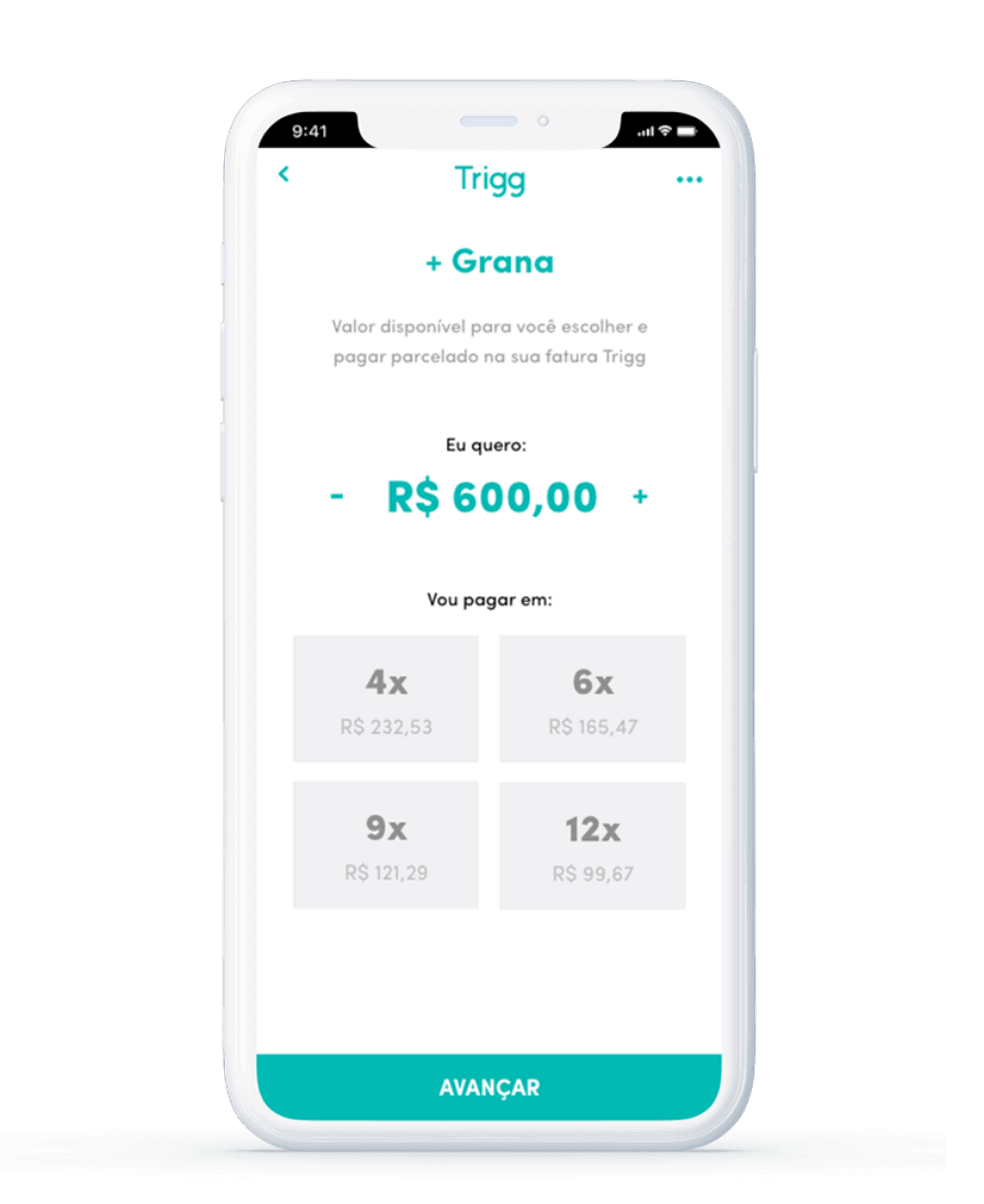 9:41
Trigg
+ Grana
Valor disponível para você escolher e
pagar parcelado na sua fatura Trigg
Eu quero:
- R$ 600,00 +
Vou pagar em:
4x
R$ 232,53
6x
R$ 165,47
9x
R$ 121,29
12x
R$ 99,67
AVANÇAR